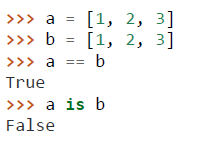 >>> a = [1, 2, 3]
>>> b = [1, 2, 3]
>>> a == b
True
>>> a is b
False